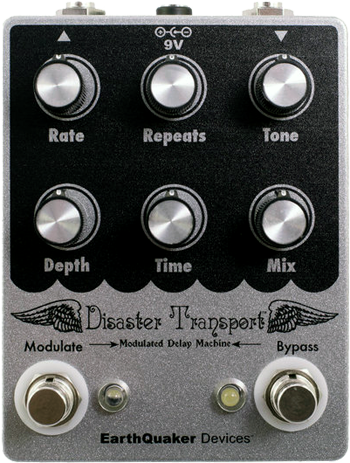 9V
Rate Repeats Tone
Depth Time Mix
Disaster Transport
Modulate Modulated Delay Machine Bypass
EarthQuaker Devices